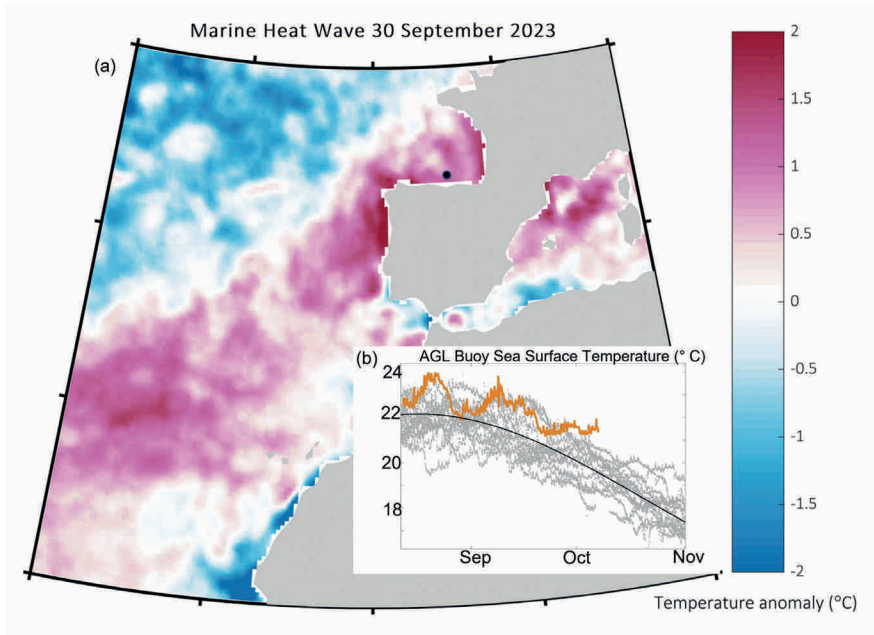 Marine Heat Wave 30 September 2023
(a)
2
1.5
1
0.5
0
-0.5
-1
-1.5
-2
Temperature anomaly (°C)
(b)
AGL Buoy Sea Surface Temperature (° C)
24
22
20
18
Sep
Oct
Nov